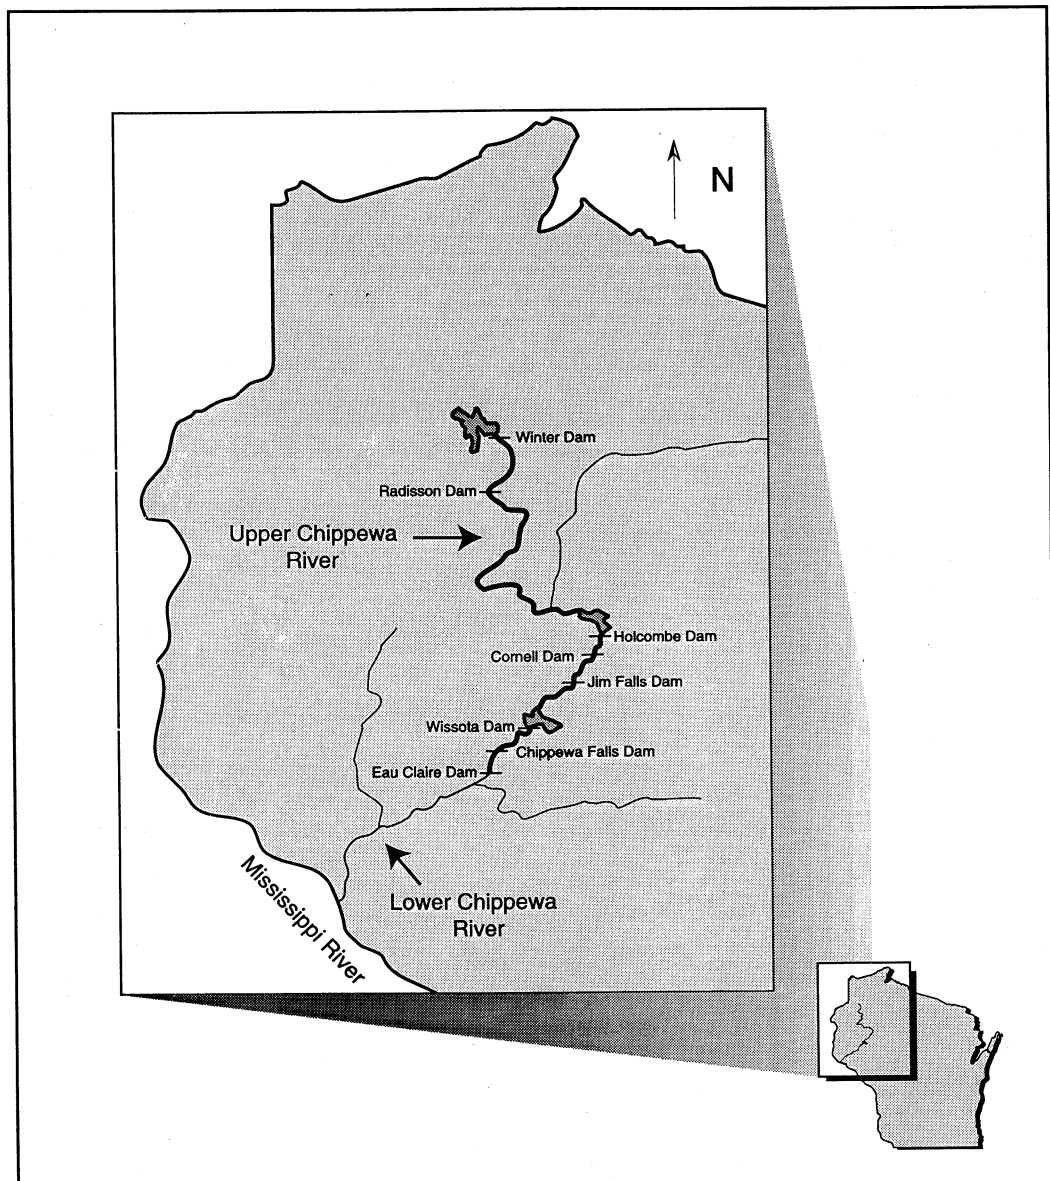 N
Winter Dam
Radisson Dam
Upper Chippewa
River
Holcombe Dam
Cornell Dam
Jim Falls Dam
Wissota Dam
Chippewa Falls Dam
Eau Claire Dam
Mississippi River
Lower Chippewa
River